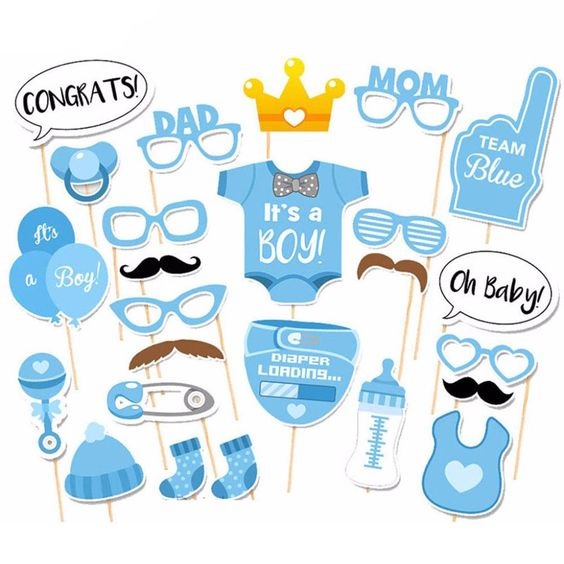 CONGRATS!
DAD
MOM
TEAM
Blue
It's a
BOY!
It's
a Boy!
Oh Baby!
DIAPER
LOADING...